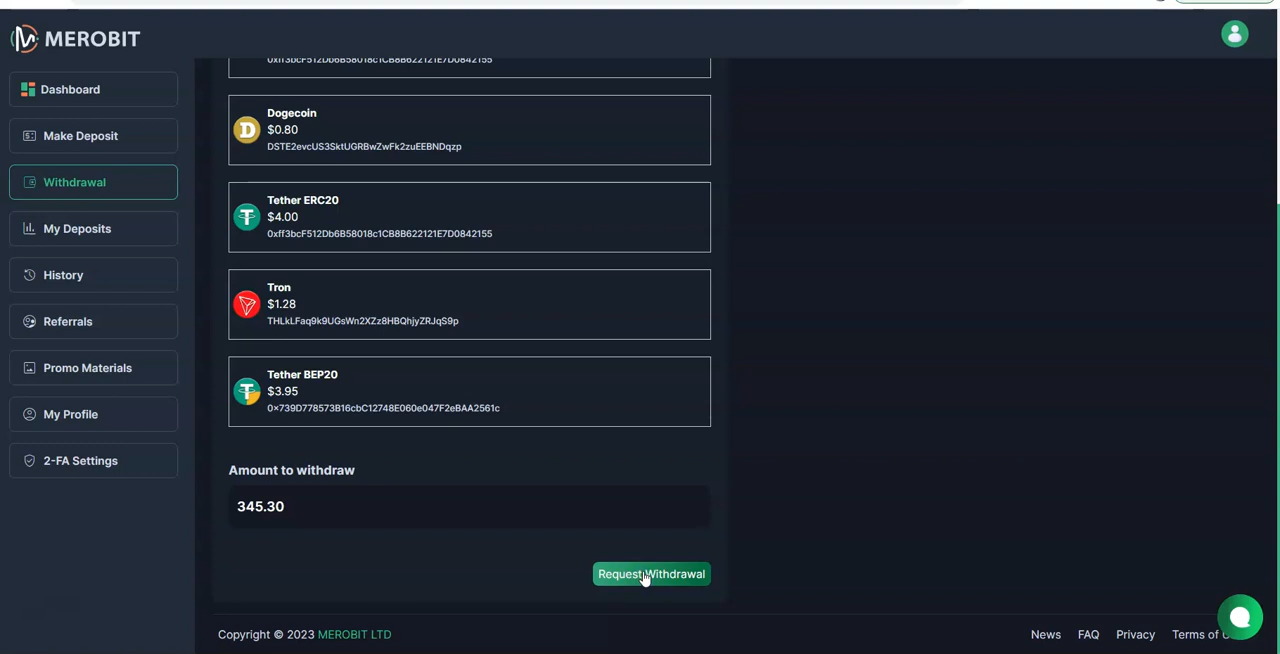 MEROBIT
Dashboard
Make Deposit
Withdrawal
My Deposits
History
Referrals
Promo Materials
My Profile
2-FA Settings
0xff3bcF512Db6B58018c1CB8B622121E7D0842155
Dogecoin
$0.80
DSTE2evcUS3SktUGRBwZwFk2zuEEBNDqzp
Tether ERC20
$4.00
0xff3bcF512Db6B58018c1CB8B622121E7D0842155
Tron
$1.28
THLkLFaq9k9UGsWn2XZz8HBQhjyZRJqS9p
Tether BEP20
$3.95
0x739D778573B16cbC12748E060e047F2eBAA2561c
Amount to withdraw
345.30
Request Withdrawal
Copyright © 2023 MEROBIT LTD
News FAQ Privacy Terms of